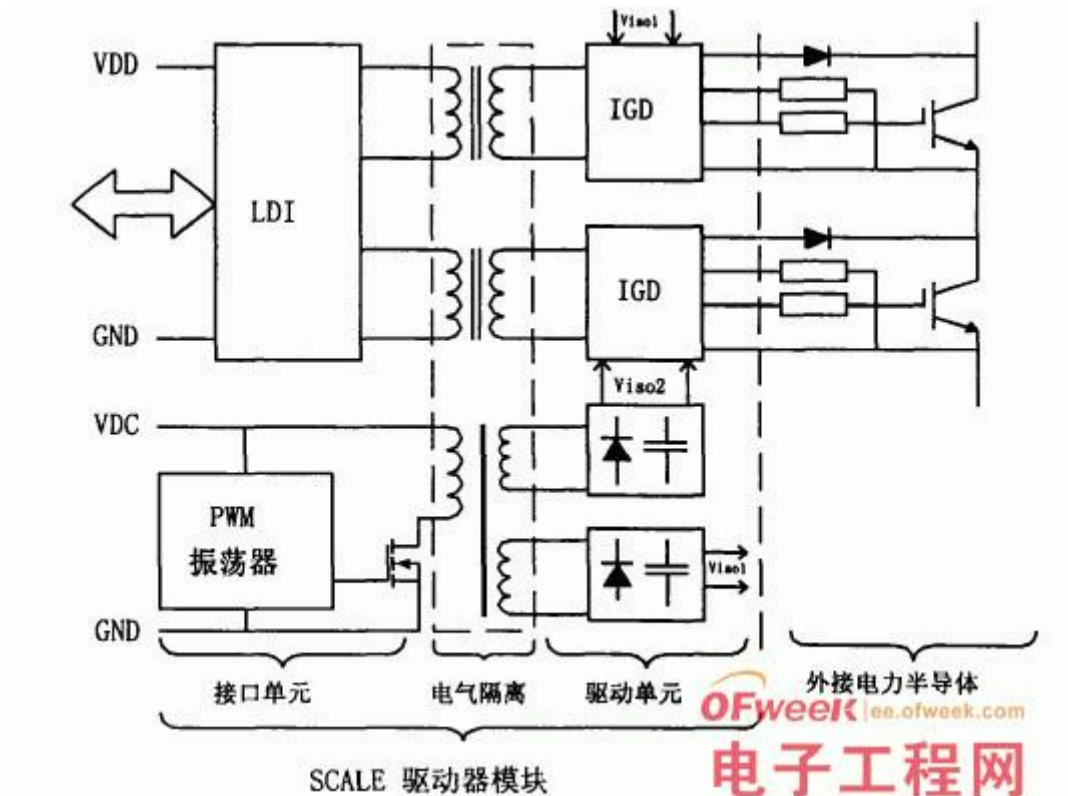 Viso1
VDD
IGD
LDI
IGD
GND
Viso2
VDC
PWM
振荡器
Viso1
GND
接口单元
电气隔离
驱动单元
外接电力半导体
OFweek ee.ofweek.com
电子工程网
SCALE 驱动器模块